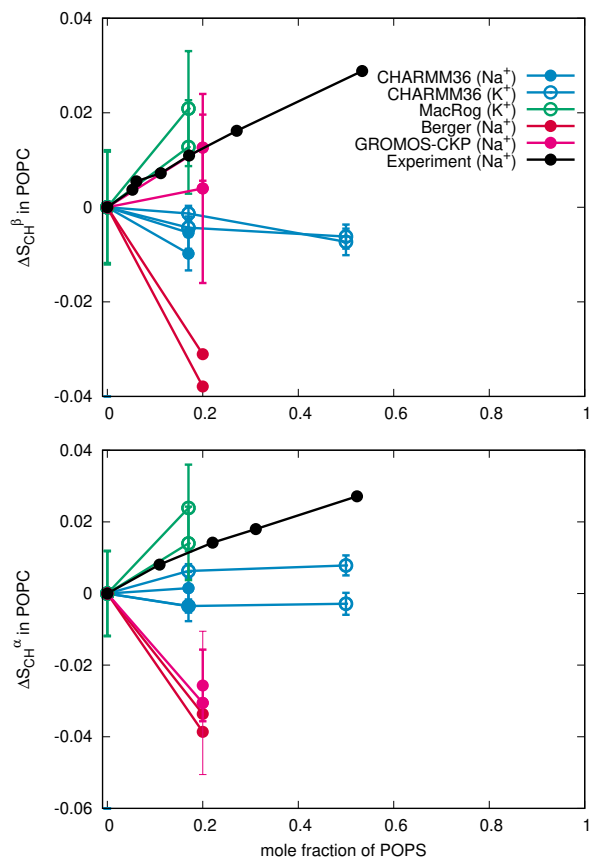 0.04
0.02
0
-0.02
-0.04
ΔS_CH^β in POPC
CHARMM36 (Na⁺)
CHARMM36 (K⁺)
MacRog (K⁺)
Berger (Na⁺)
GROMOS-CKP (Na⁺)
Experiment (Na⁺)
0 0.2 0.4 0.6 0.8 1
0.04
0.02
0
-0.02
-0.04
-0.06
ΔS_CH^α in POPC
0 0.2 0.4 0.6 0.8 1
mole fraction of POPS